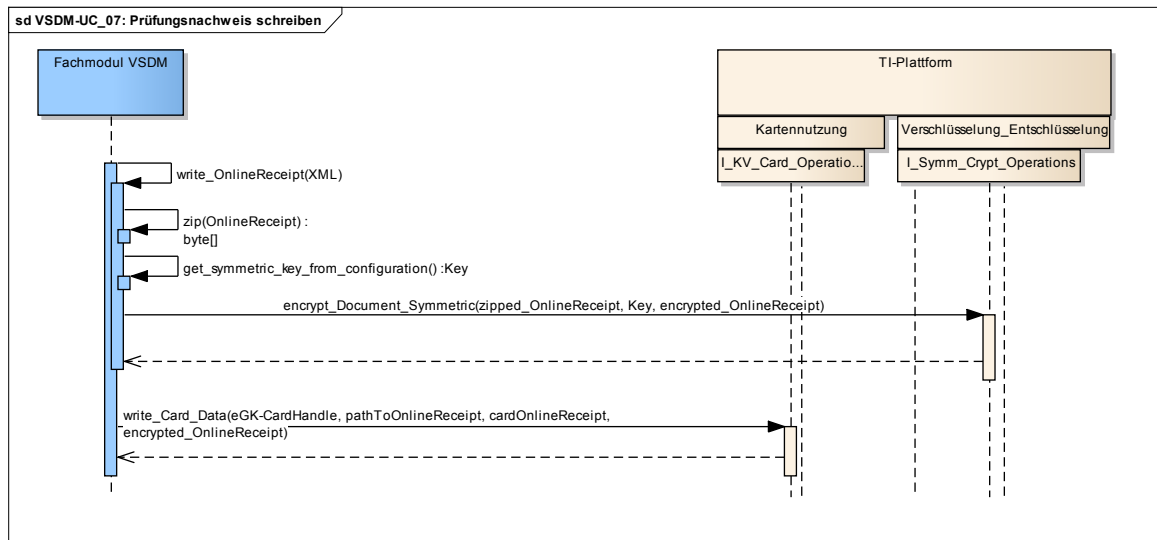 sd VSDM-UC_07: Prüfungsnachweis schreiben
Fachmodul VSDM
TI-Plattform
Kartennutzung
Verschlüsselung_Entschlüsselung
I_KV_Card_Operatio...
I_Symm_Crypt_Operations
write_OnlineReceipt(XML)
zip(OnlineReceipt) :
byte[]
get_symmetric_key_from_configuration() :Key
encrypt_Document_Symmetric(zipped_OnlineReceipt, Key, encrypted_OnlineReceipt)
write_Card_Data(eGK-CardHandle, pathToOnlineReceipt, cardOnlineReceipt,
encrypted_OnlineReceipt)